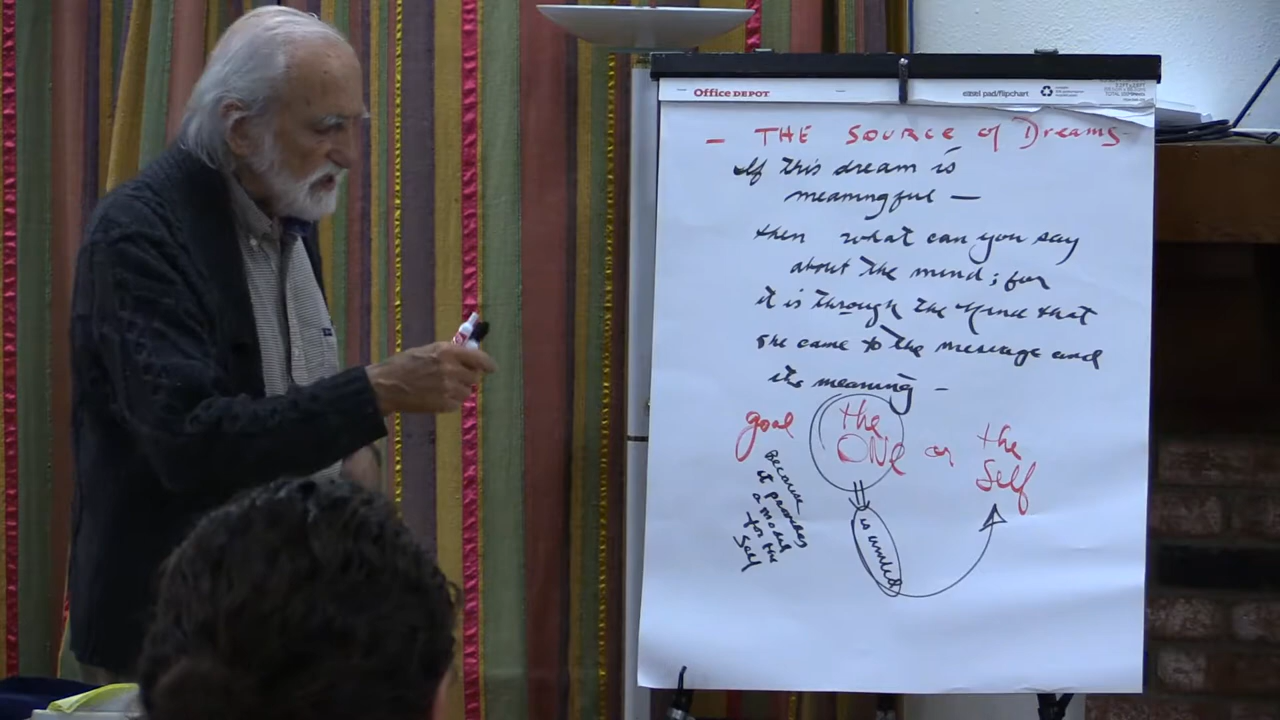 Office DEPOT
easel pad/flipchart
- THE SOURCE of Dreams -
If this dream is
meaningful —
then what can you say
about the mind; for
it is through the Mind that
she came to the message and
its meaning -
goal the ONE or the Self
Because
it provides
a model
for the
Self